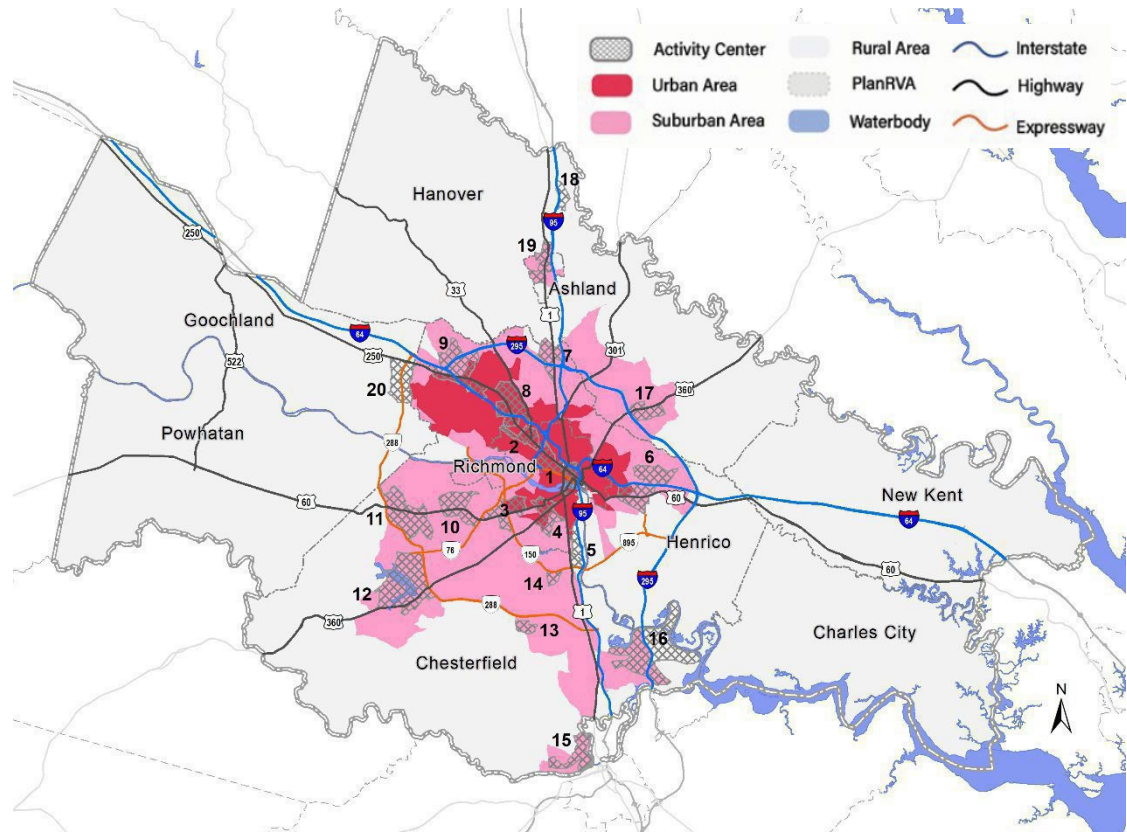 Activity Center
Rural Area
Interstate
Urban Area
PlanRVA
Highway
Suburban Area
Waterbody
Expressway
18
Hanover
95
250
19
33
Ashland
1
Goochland
64
9
295
7
301
250
522
360
20
8
17
Powhatan
288
2
Richmond
1
64
6
60
New Kent
60
11
10
3
4
95
64
76
150
5
895
Henrico
60
12
14
295
288
1
360
13
16
Charles City
Chesterfield
N
15